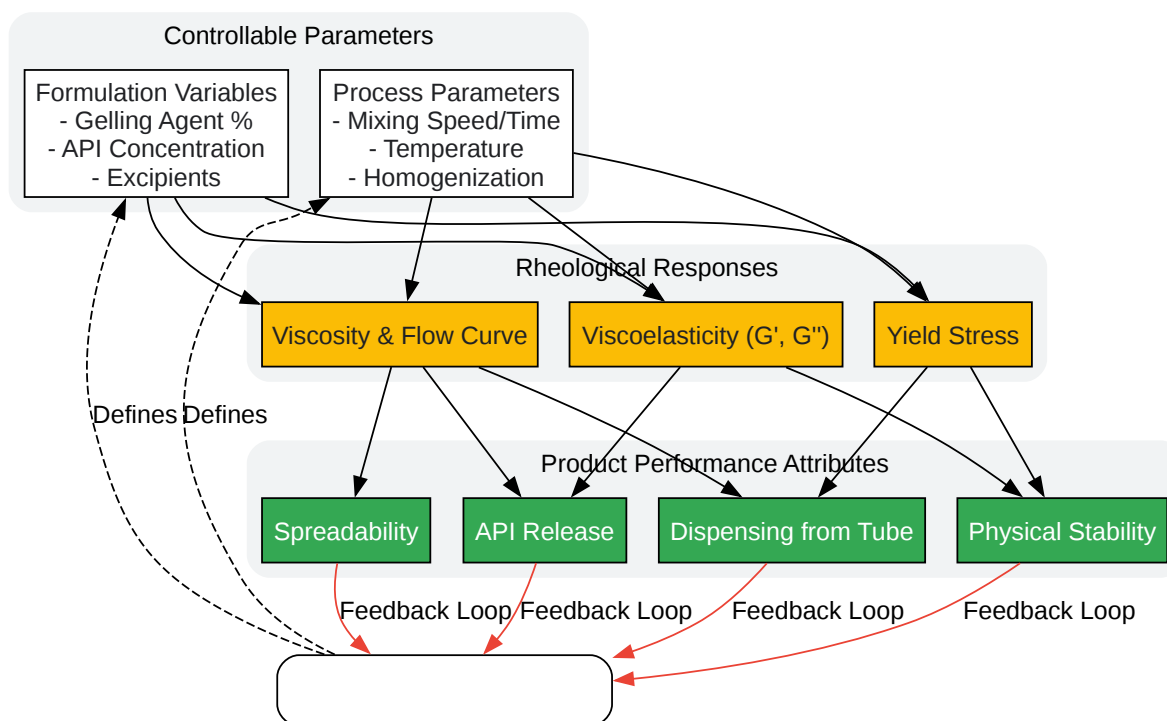 Controllable Parameters
Formulation Variables
- Gelling Agent %
- API Concentration
- Excipients
Process Parameters
- Mixing Speed/Time
- Temperature
- Homogenization
Rheological Responses
Viscosity & Flow Curve
Viscoelasticity (G', G'')
Yield Stress
Defines
Defines
Product Performance Attributes
Spreadability
API Release
Dispensing from Tube
Physical Stability
Feedback Loop
Feedback Loop
Feedback Loop
Feedback Loop